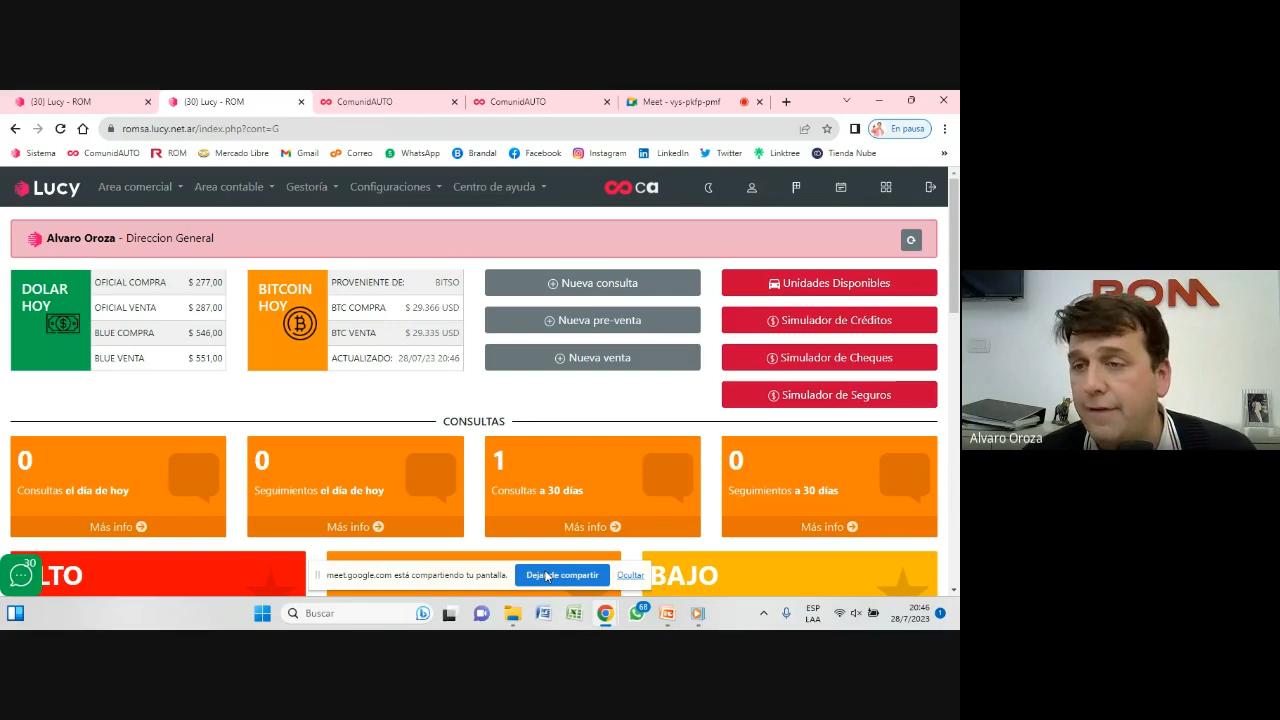 (30) Lucy - ROM
(30) Lucy - ROM
ComunidAUTO
ComunidAUTO
Meet - vys-pkfp-pmf
romsa.lucy.net.ar/index.php?cont=G
En pausa
Sistema
ComunidAUTO
ROM
Mercado Libre
Gmail
Correo
WhatsApp
Brandal
Facebook
Instagram
LinkedIn
Twitter
Linktree
Tienda Nube
Lucy
Area comercial
Area contable
Gestoría
Configuraciones
Centro de ayuda
ca
Alvaro Oroza - Direccion General
DOLAR HOY
OFICIAL COMPRA $ 277,00
OFICIAL VENTA $ 287,00
BLUE COMPRA $ 546,00
BLUE VENTA $ 551,00
BITCOIN HOY
PROVENIENTE DE: BITSO
BTC COMPRA $ 29.366 USD
BTC VENTA $ 29.335 USD
ACTUALIZADO: 28/07/23 20:46
Nueva consulta
Nueva pre-venta
Nueva venta
Unidades Disponibles
Simulador de Créditos
Simulador de Cheques
Simulador de Seguros
CONSULTAS
0
Consultas el día de hoy
Más info
0
Seguimientos el día de hoy
Más info
1
Consultas a 30 días
Más info
0
Seguimientos a 30 días
Más info
30
LTO
BAJO
meet.google.com está compartiendo tu pantalla.
Dejar de compartir
Ocultar
Buscar
68
ESP
LAA
20:46
28/7/2023
1
ROM
Alvaro Oroza